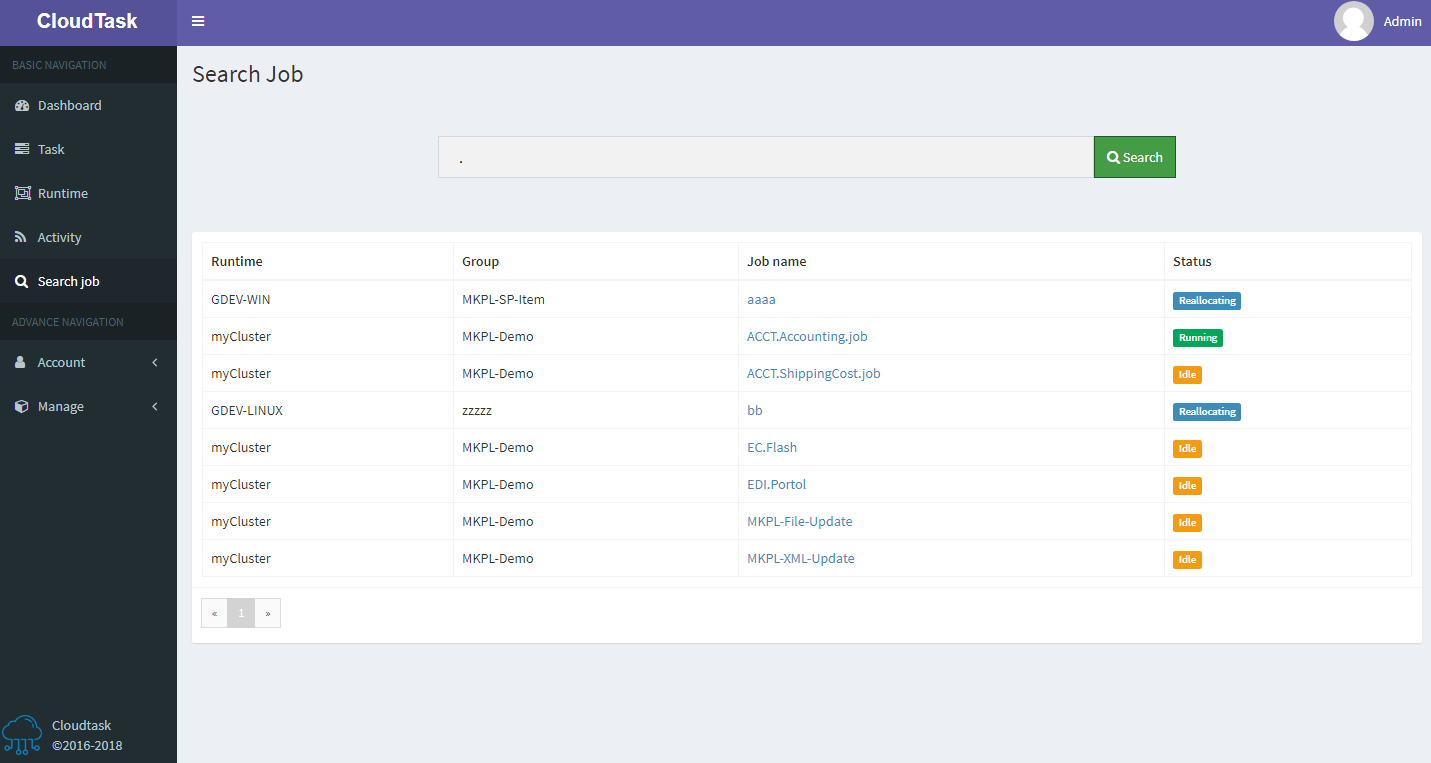 CloudTask
Admin
BASIC NAVIGATION
Dashboard
Task
Runtime
Activity
Search job
ADVANCE NAVIGATION
Account
Manage
Cloudtask
©2016-2018
Search Job
.
Search
Runtime Group Job name Status
GDEV-WIN MKPL-SP-Item aaaa Reallocating
myCluster MKPL-Demo ACCT.Accounting.job Running
myCluster MKPL-Demo ACCT.ShippingCost.job Idle
GDEV-LINUX zzzzz bb Reallocating
myCluster MKPL-Demo EC.Flash Idle
myCluster MKPL-Demo EDI.Portol Idle
myCluster MKPL-Demo MKPL-File-Update Idle
myCluster MKPL-Demo MKPL-XML-Update Idle
« 1 »